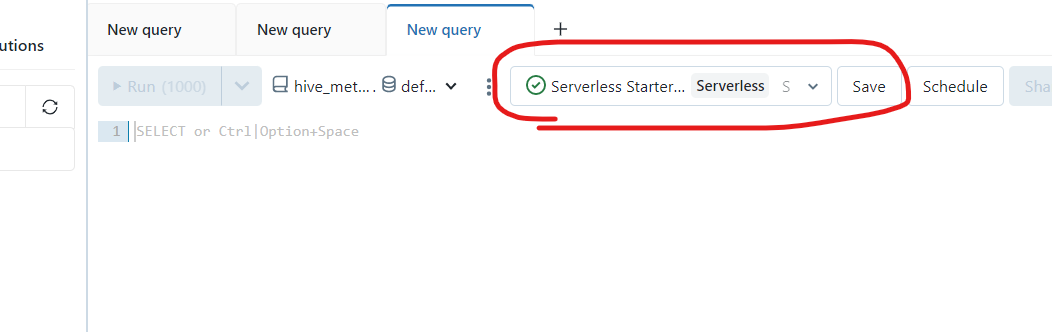 New query New query New query +
utions
Run (1000) hive_met... . def... Serverless Starter... Serverless S Save Schedule Sha
1 SELECT or Ctrl|Option+Space